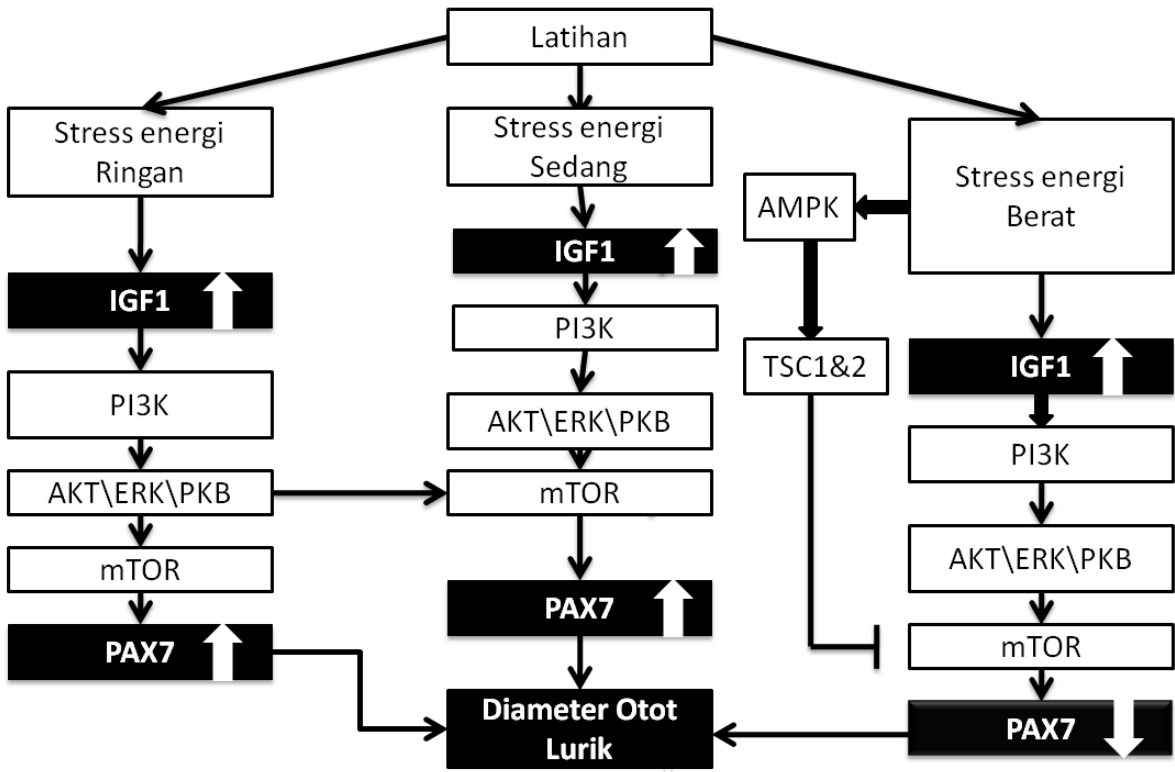 Latihan
Stress energi
Ringan
IGF1
PI3K
AKT\ERK\PKB
mTOR
PAX7
Stress energi
Sedang
IGF1
PI3K
AKT\ERK\PKB
mTOR
PAX7
Diameter Otot
Lurik
AMPK
TSC1&2
Stress energi
Berat
IGF1
PI3K
AKT\ERK\PKB
mTOR
PAX7